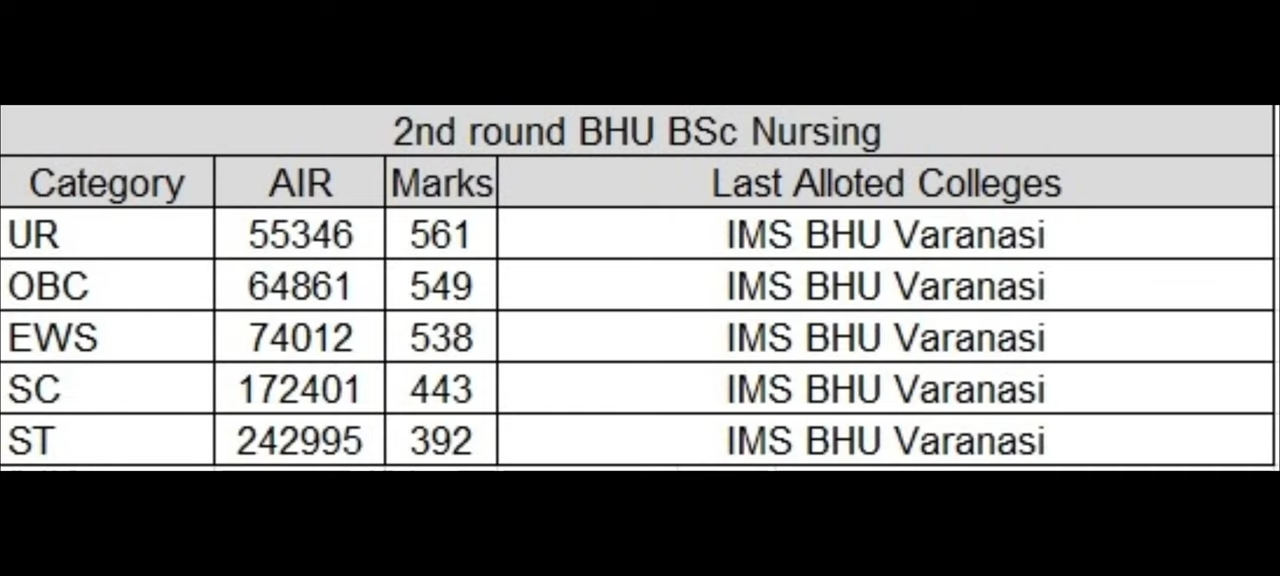 2nd round BHU BSc Nursing
Category AIR Marks Last Alloted Colleges
UR 55346 561 IMS BHU Varanasi
OBC 64861 549 IMS BHU Varanasi
EWS 74012 538 IMS BHU Varanasi
SC 172401 443 IMS BHU Varanasi
ST 242995 392 IMS BHU Varanasi